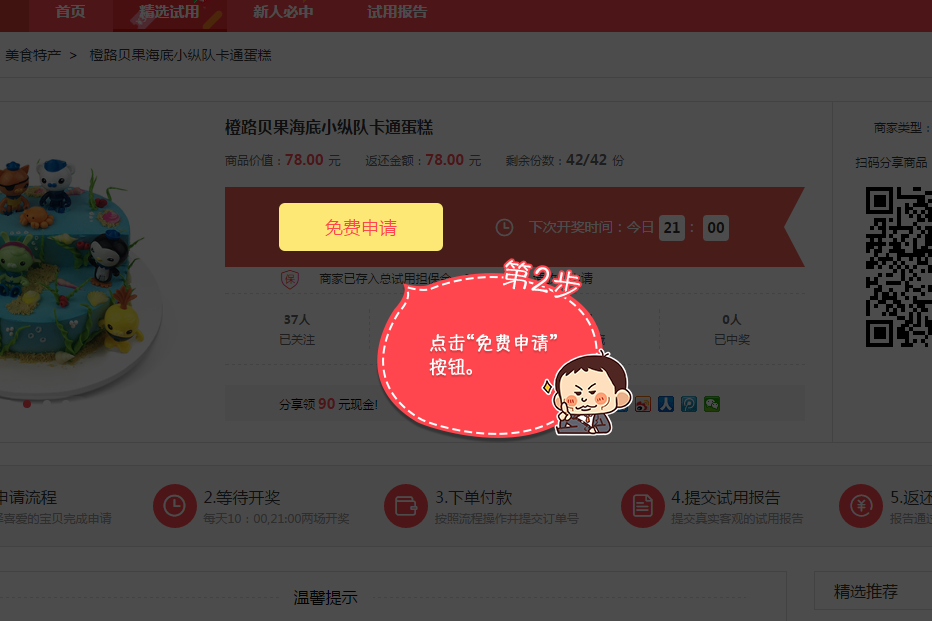 首页 精选试用 新人必中 试用报告
美食特产 > 橙路贝果海底小纵队卡通蛋糕
橙路贝果海底小纵队卡通蛋糕
商家类型：
商品价值：78.00 元 返还金额：78.00 元 剩余份数：42/42 份
扫码分享商品
免费申请
下次开奖时间：今日 21 : 00
第2步
保 商家已存入总试用担保金
请
37人
已关注
0人
已中奖
点击“免费申请”
按钮。
分享领 90 元现金!
申请流程
喜爱的宝贝完成申请
2.等待开奖
每天10：00,21:00两场开奖
3.下单付款
按照流程操作并提交订单号
4.提交试用报告
提交真实客观的试用报告
5.返还
报告通过
温馨提示
精选推荐